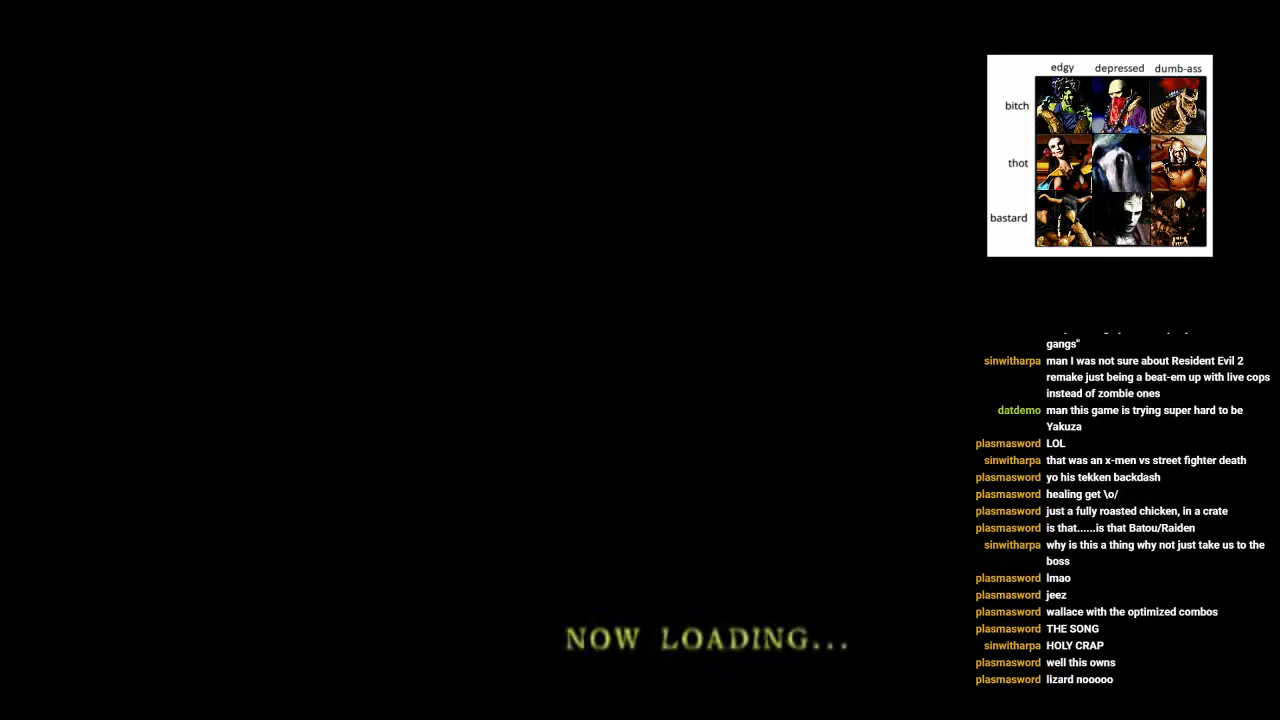 edgy depressed dumb-ass
bitch
thot
bastard
gangs"
sinwitharpa man I was not sure about Resident Evil 2
remake just being a beat-em up with live cops
instead of zombie ones
datdemo man this game is trying super hard to be
Yakuza
plasmasword LOL
sinwitharpa that was an x-men vs street fighter death
plasmasword yo his tekken backdash
plasmasword healing get \o/
plasmasword just a fully roasted chicken, in a crate
plasmasword is that......is that Batou/Raiden
sinwitharpa why is this a thing why not just take us to the
boss
plasmasword lmao
plasmasword jeez
plasmasword wallace with the optimized combos
plasmasword THE SONG
sinwitharpa HOLY CRAP
plasmasword well this owns
plasmasword lizard nooooo
NOW LOADING...